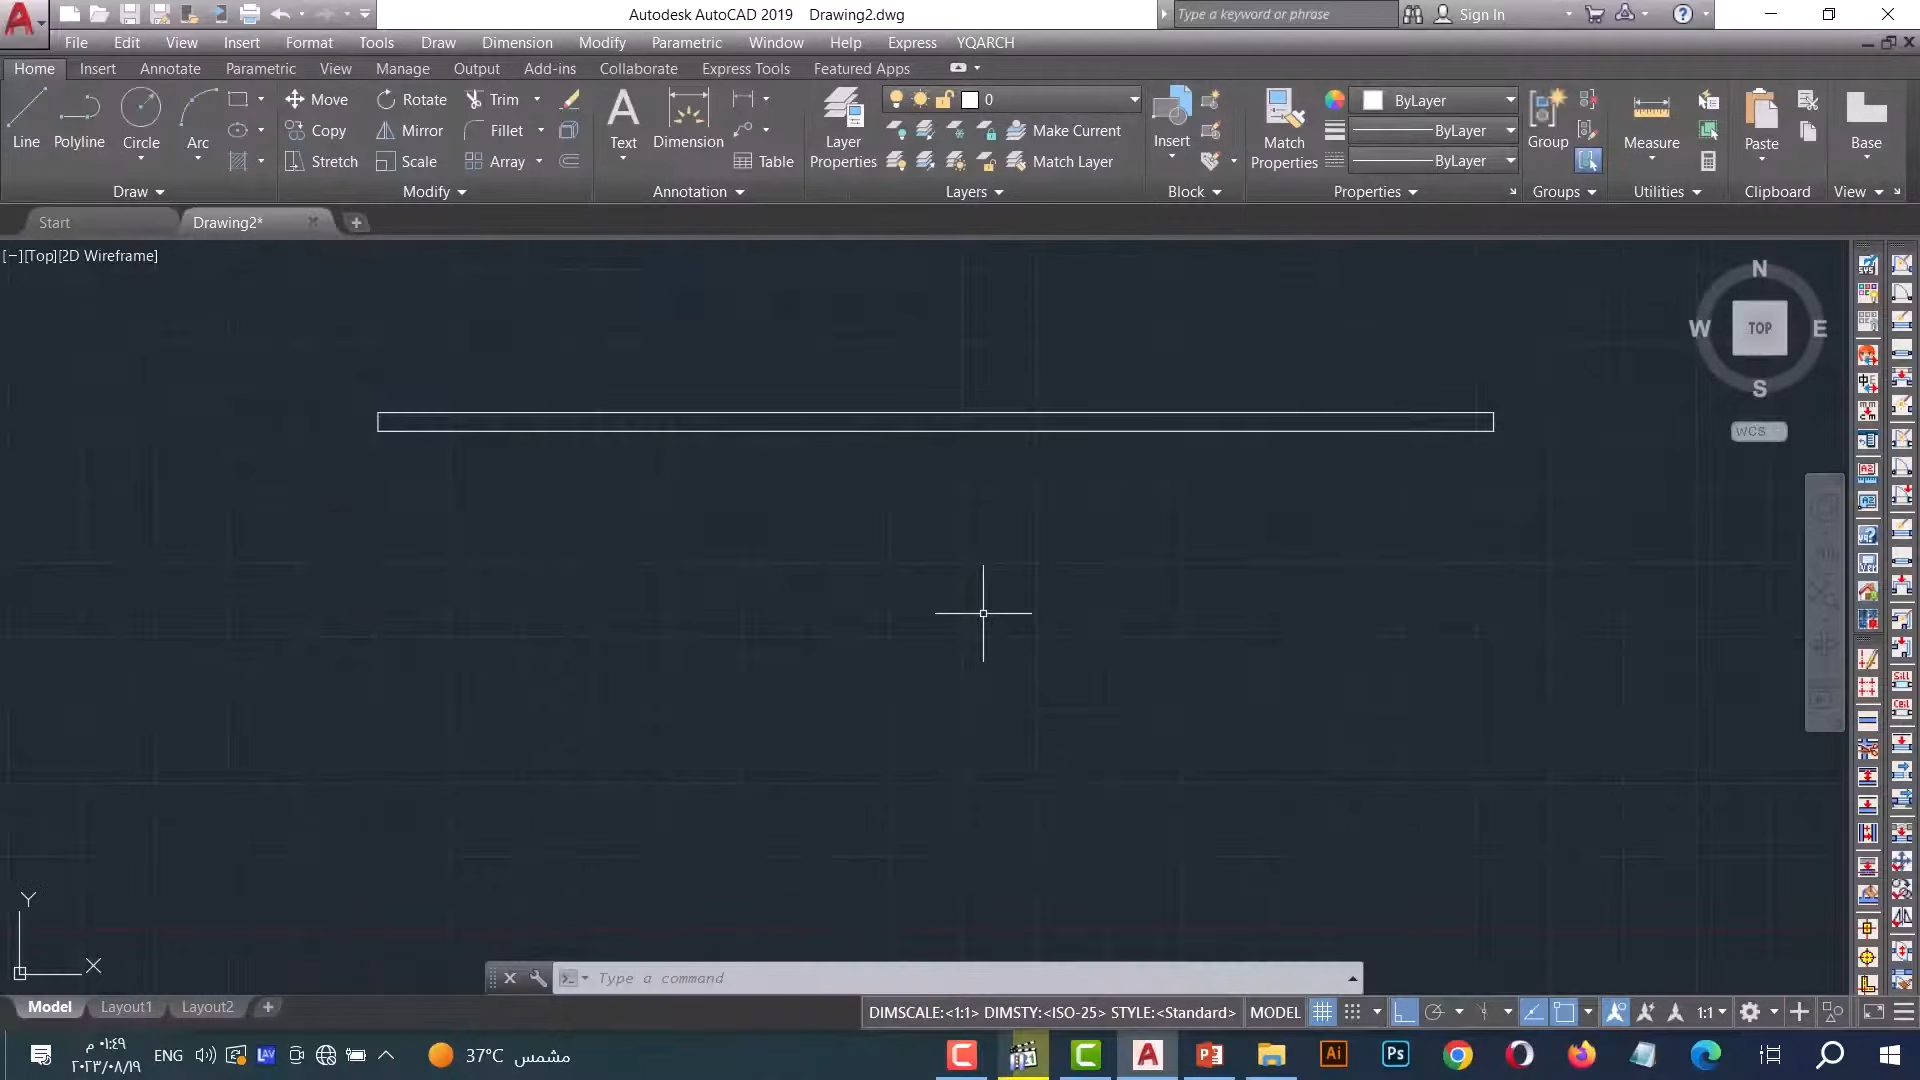 Autodesk AutoCAD 2019 Drawing2.dwg
Type a keyword or phrase
Sign In
File Edit View Insert Format Tools Draw Dimension Modify Parametric Window Help Express YQARCH
Home Insert Annotate Parametric View Manage Output Add-ins Collaborate Express Tools Featured Apps
Line Polyline Circle Arc
Move Rotate Trim
Copy Mirror Fillet
Stretch Scale Array
Text Dimension Table
Layer Properties
0
Make Current
Match Layer
Insert
Match Properties
ByLayer
ByLayer
ByLayer
Group
Measure
Paste
Base
Draw Modify Annotation Layers Block Properties Groups Utilities Clipboard View
Start Drawing2*
[−][Top][2D Wireframe]
N
W TOP E
S
WCS
Y
X
Type a command
Model Layout1 Layout2
DIMSCALE:<1:1> DIMSTY:<ISO-25> STYLE:<Standard> MODEL
1:1
٠١:٤٩ م
٢٠٢٣/٠٨/١٩
ENG
LAV
37°C مشمس
Ai
Ps
Sill
Ceil